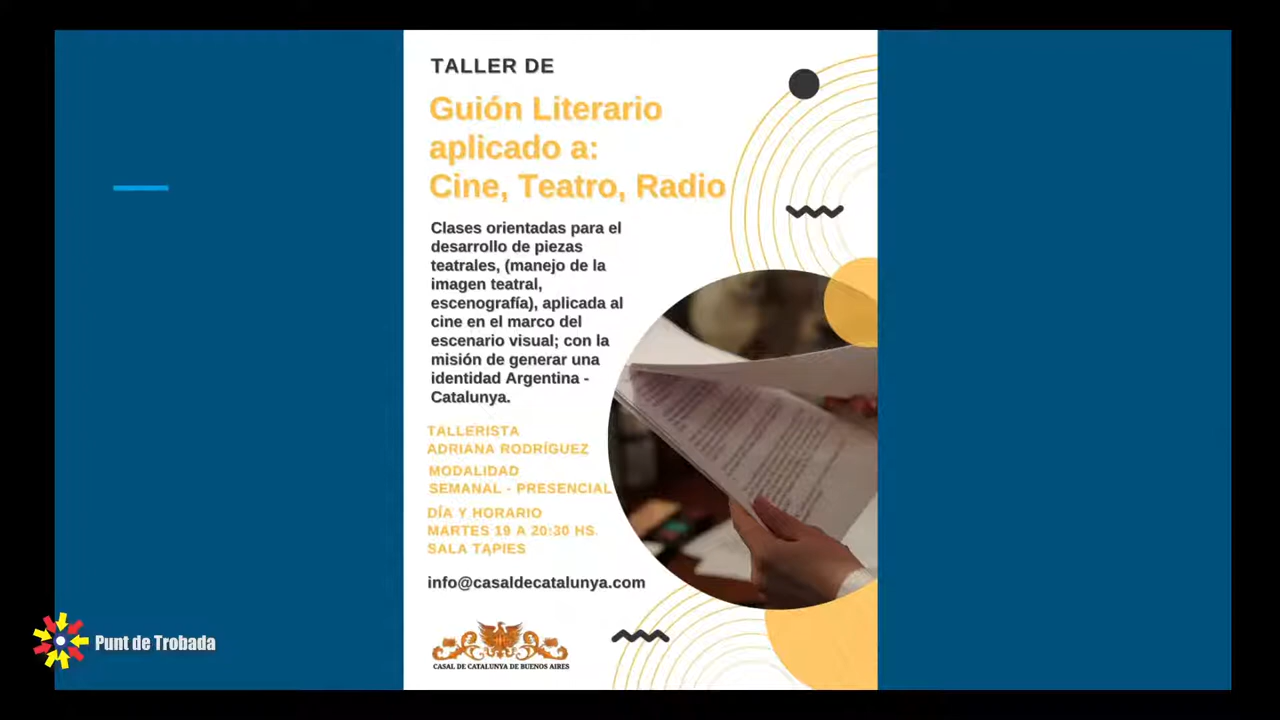 TALLER DE
Guión Literario
aplicado a:
Cine, Teatro, Radio
Clases orientadas para el
desarrollo de piezas
teatrales, (manejo de la
imagen teatral,
escenografía), aplicada al
cine en el marco del
escenario visual; con la
misión de generar una
identidad Argentina -
Catalunya.
TALLERISTA
ADRIANA RODRÍGUEZ
MODALIDAD
SEMANAL - PRESENCIAL
DÍA Y HORARIO
MARTES 19 A 20:30 HS.
SALA TAPIES
info@casaldecatalunya.com
CASAL DE CATALUNYA DE BUENOS AIRES
Punt de Trobada